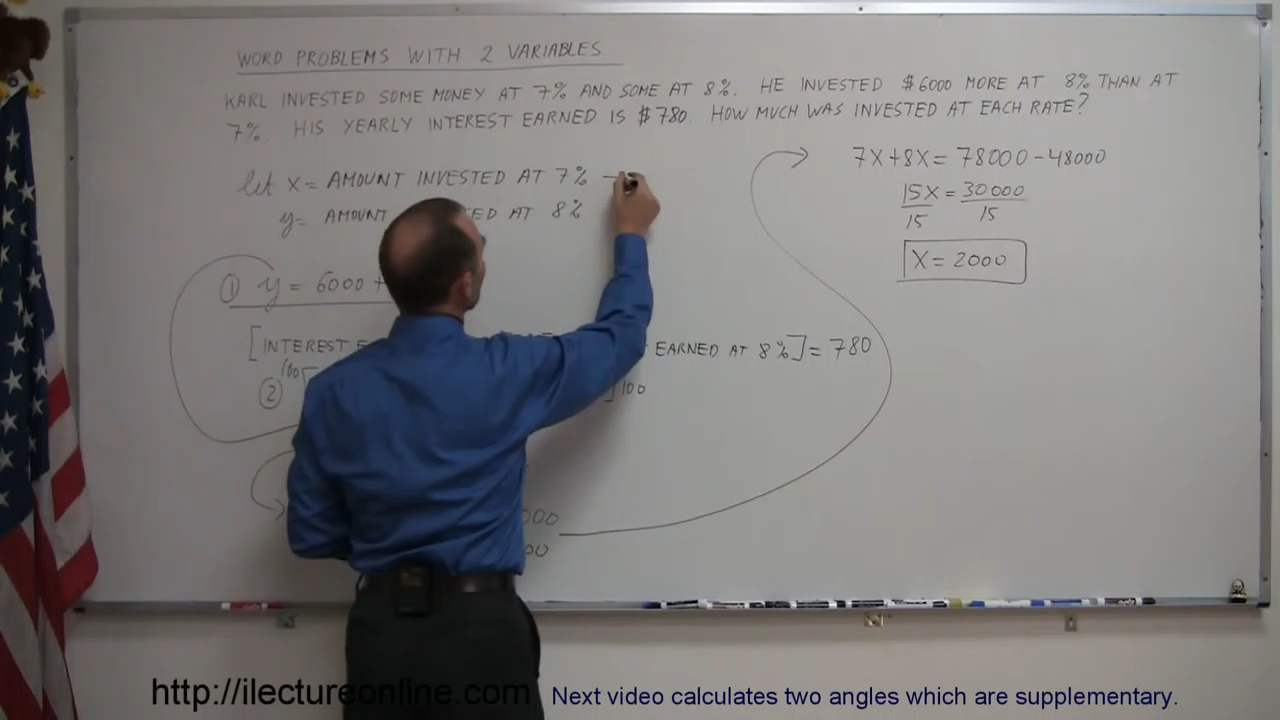 WORD PROBLEMS WITH 2 VARIABLES
KARL INVESTED SOME MONEY AT 7% AND SOME AT 8%. HE INVESTED $6000 MORE AT 8% THAN AT
7%. HIS YEARLY INTEREST EARNED IS $780. HOW MUCH WAS INVESTED AT EACH RATE?
let X = AMOUNT INVESTED AT 7%
y = AMOUNT AT 8%
① y = 6000 +
[INTEREST EARNED AT 8%] = 780
② 100[ ]100
000
00
7X+8X = 78000 - 48000
15X = 30000
15 15
X = 2000
http://ilectureonline.com Next video calculates two angles which are supplementary.